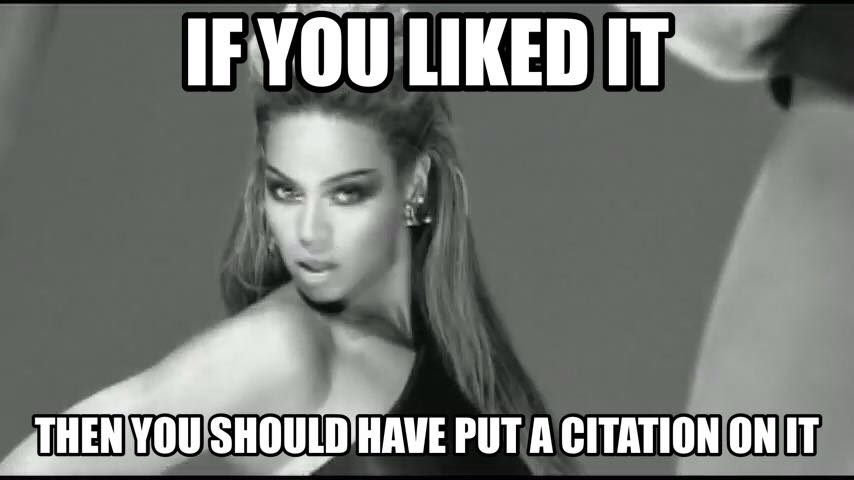 IF YOU LIKED IT
THEN YOU SHOULD HAVE PUT A CITATION ON IT